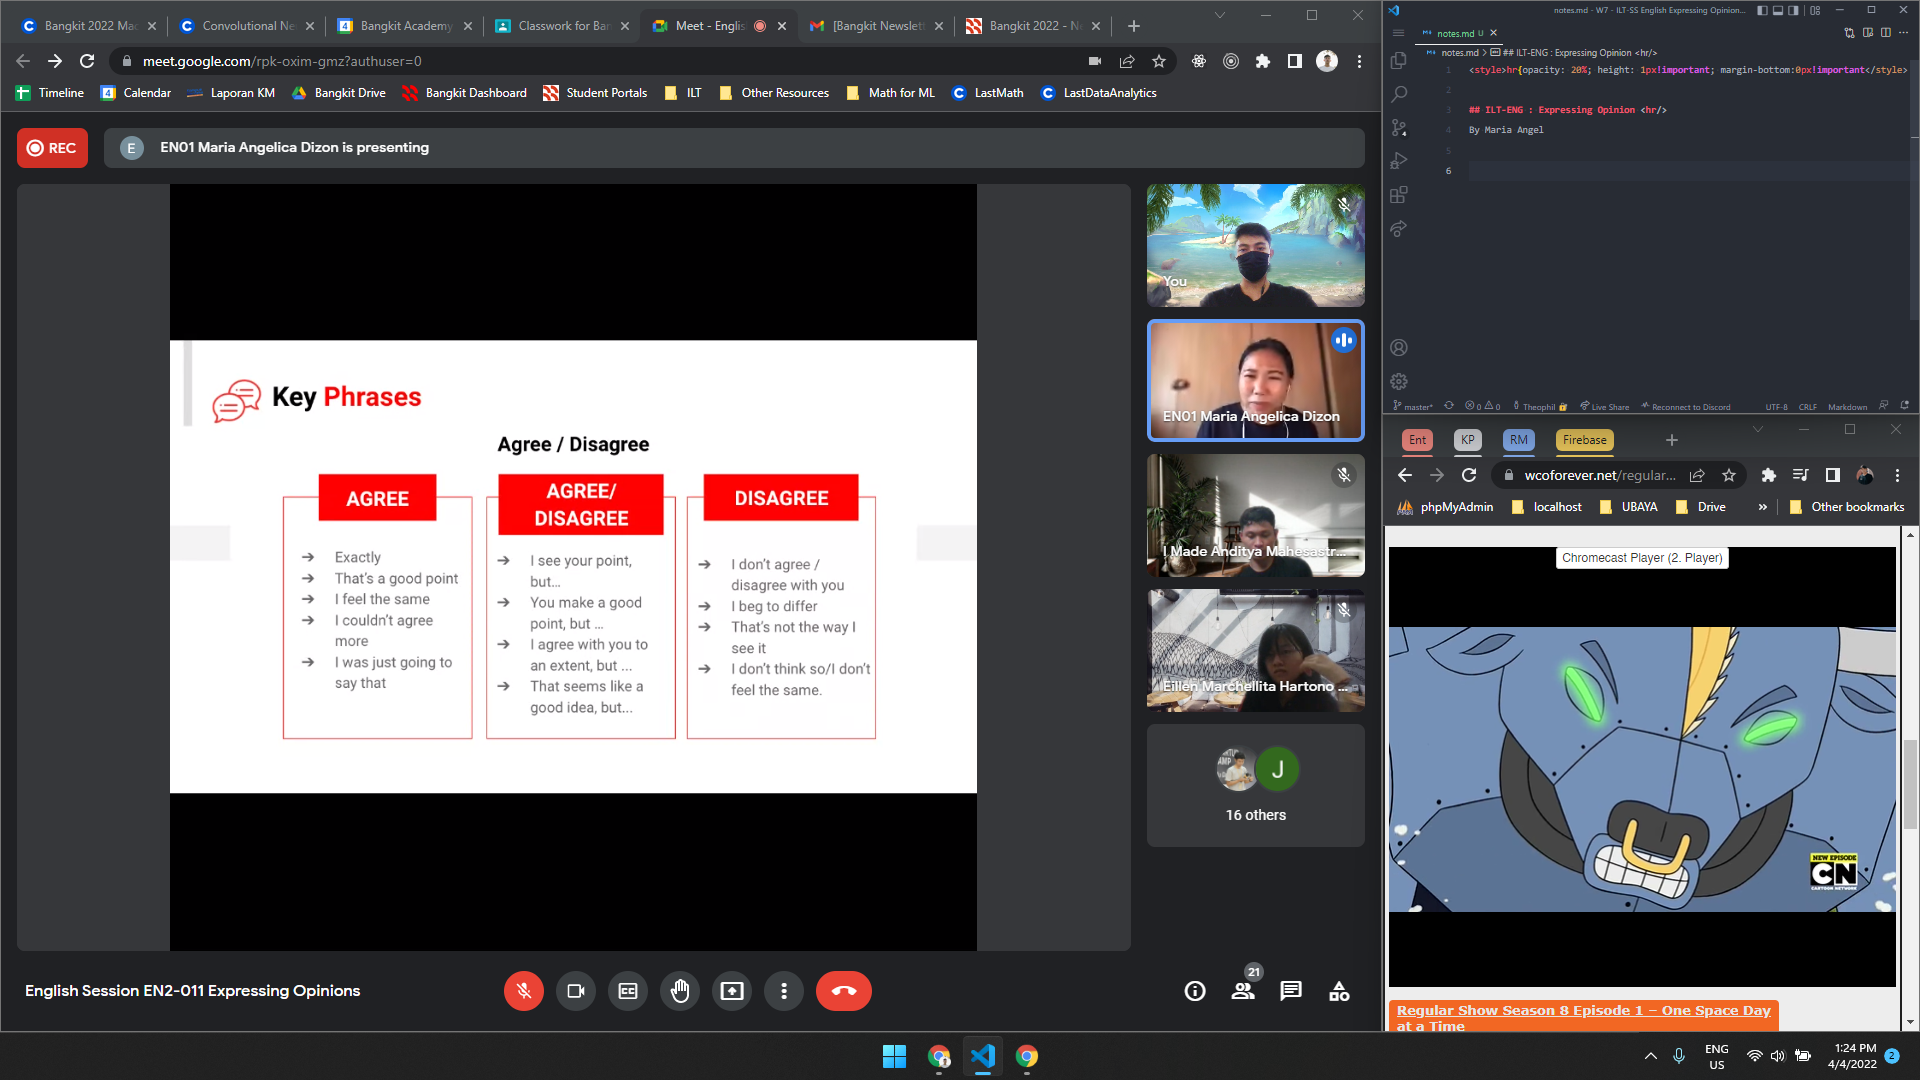 Bangkit 2022 Mac
Convolutional Ne
Bangkit Academy
Classwork for Ban
Meet - Englis
[Bangkit Newslet
Bangkit 2022 - Ne
meet.google.com/rpk-oxim-gmz?authuser=0
Timeline
Calendar
Laporan KM
Bangkit Drive
Bangkit Dashboard
Student Portals
ILT
Other Resources
Math for ML
LastMath
LastDataAnalytics
REC
E
EN01 Maria Angelica Dizon is presenting
Key Phrases
Agree / Disagree
AGREE
Exactly
That's a good point
I feel the same
I couldn't agree
more
I was just going to
say that
AGREE/
DISAGREE
I see your point,
but...
You make a good
point, but ...
I agree with you to
an extent, but ...
That seems like a
good idea, but...
DISAGREE
I don't agree /
disagree with you
I beg to differ
That's not the way I
see it
I don't think so/I don't
feel the same.
You
EN01 Maria Angelica Dizon
I Made Anditya Mahesastr...
Eillen Marchellita Hartono ...
J
16 others
English Session EN2-011 Expressing Opinions
21
notes.md - W7 - ILT-SS English Expressing Opinion...
notes.md U
notes.md > ## ILT-ENG : Expressing Opinion <hr/>
1 <style>hr{opacity: 20%; height: 1px!important; margin-bottom:0px!important</style>
2
3 ## ILT-ENG : Expressing Opinion <hr/>
4 By Maria Angel
5
6
4
master*
0
0
Theophil
Live Share
Reconnect to Discord
UTF-8
CRLF
Markdown
Ent
KP
RM
Firebase
wcoforever.net/regular...
phpMyAdmin
localhost
UBAYA
Drive
»
Other bookmarks
Chromecast Player (2. Player)
NEW EPISODE
CN
CARTOON NETWORK
Regular Show Season 8 Episode 1 – One Space Day
at a Time
ENG
US
1:24 PM
4/4/2022
2